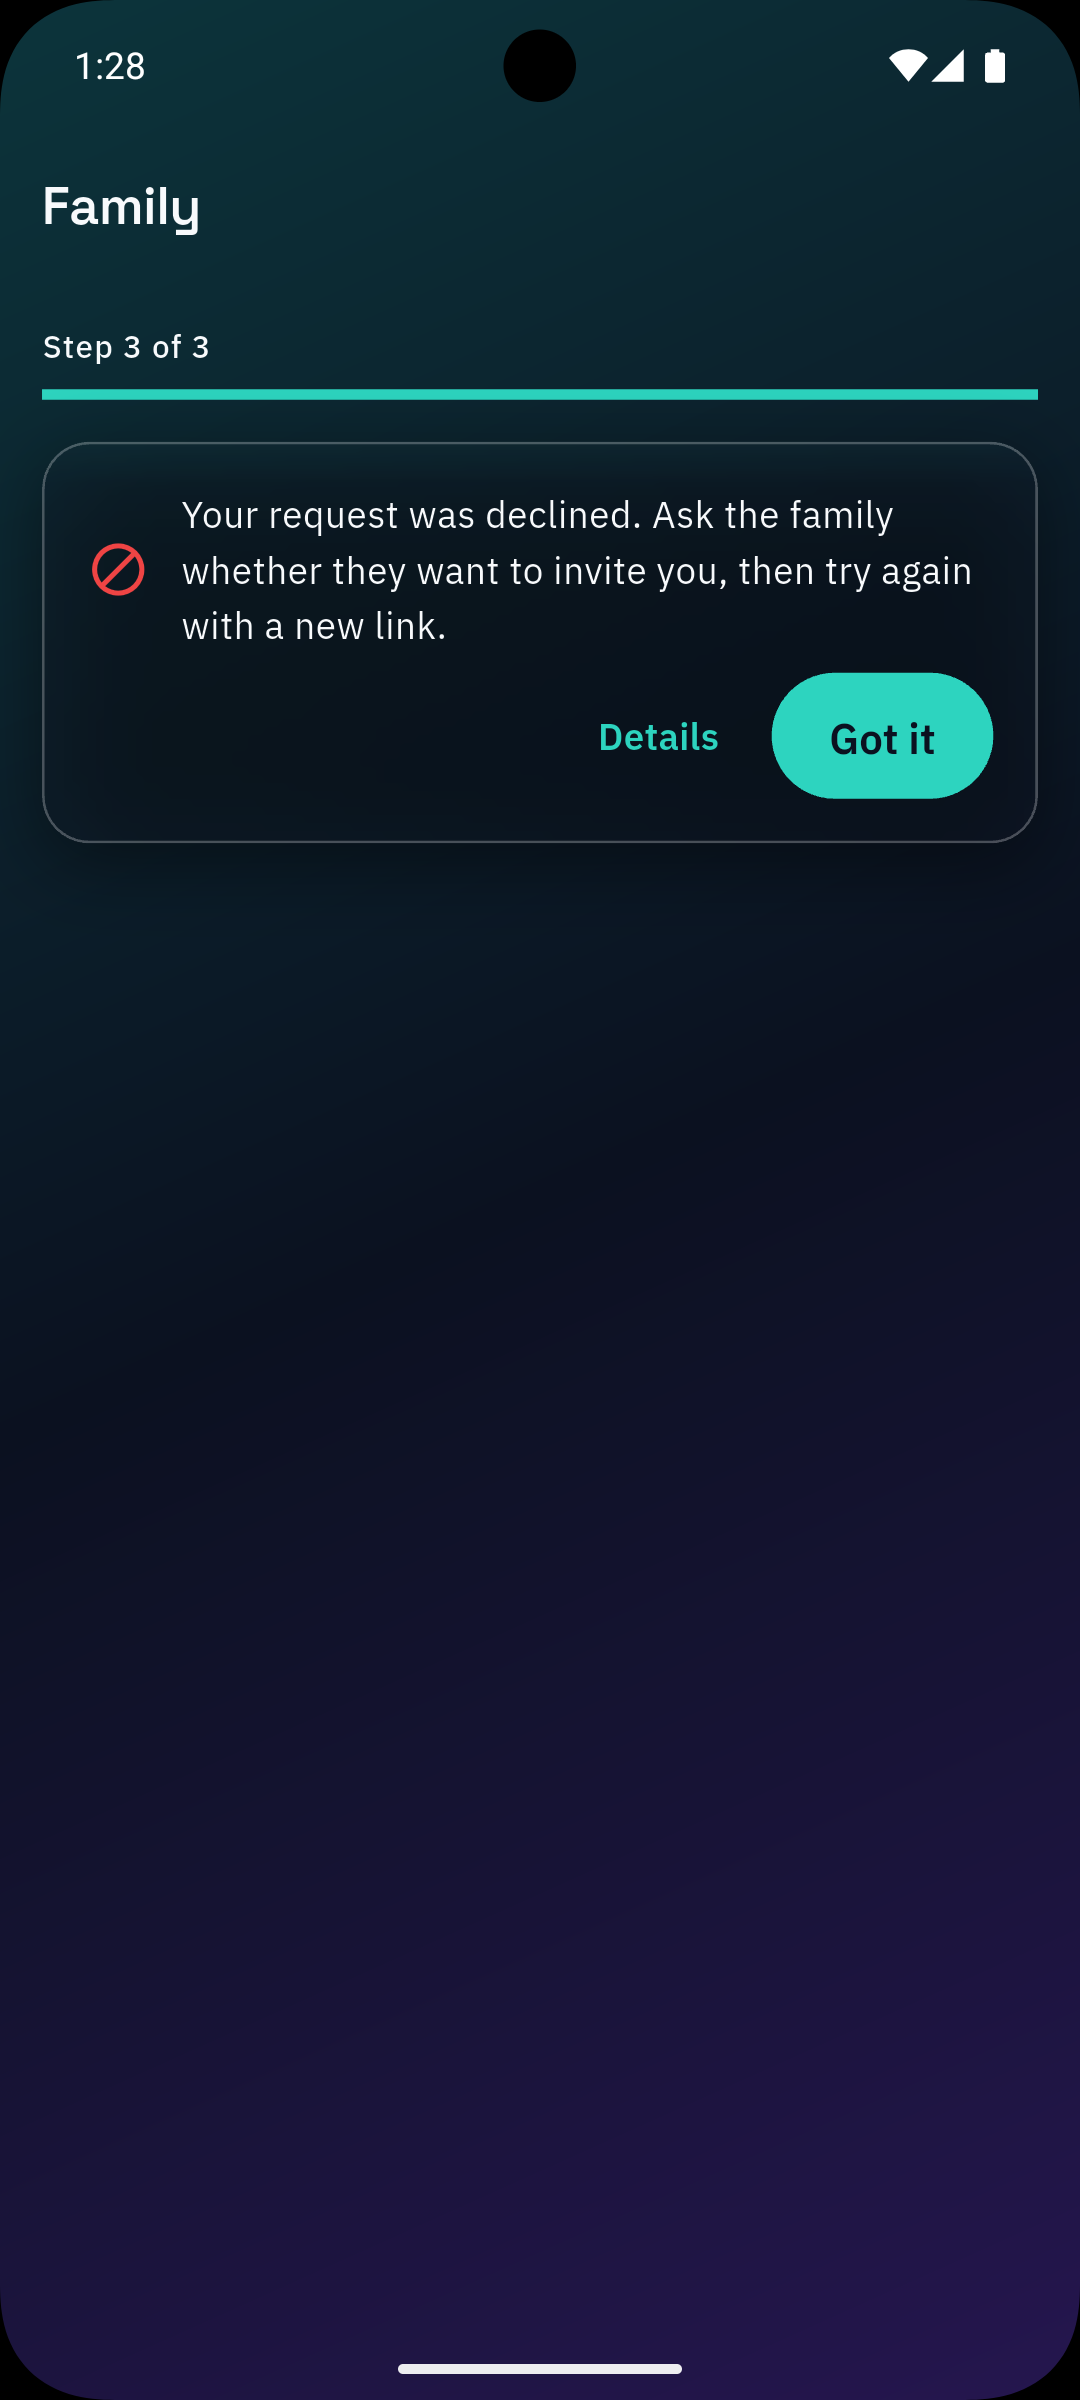 1:28
Family
Step 3 of 3
Your request was declined. Ask the family
whether they want to invite you, then try again
with a new link.
Details
Got it